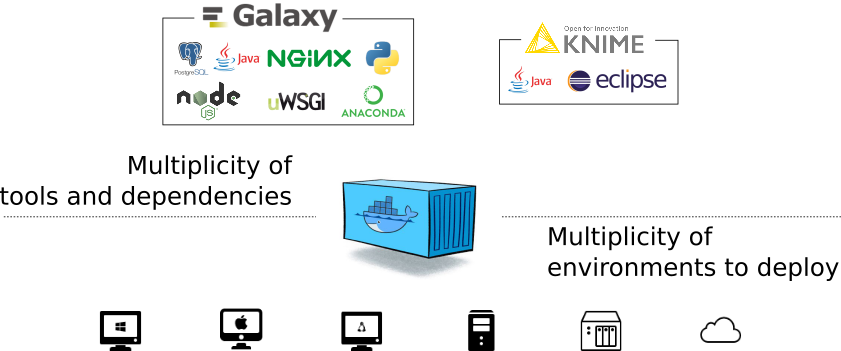 Galaxy
Open for Innovation
KNIME
PostgreSQL
Java
NGINX
Java
eclipse
node
JS
uWSGI
ANACONDA
Multiplicity of
tools and dependencies
Multiplicity of
environments to deploy